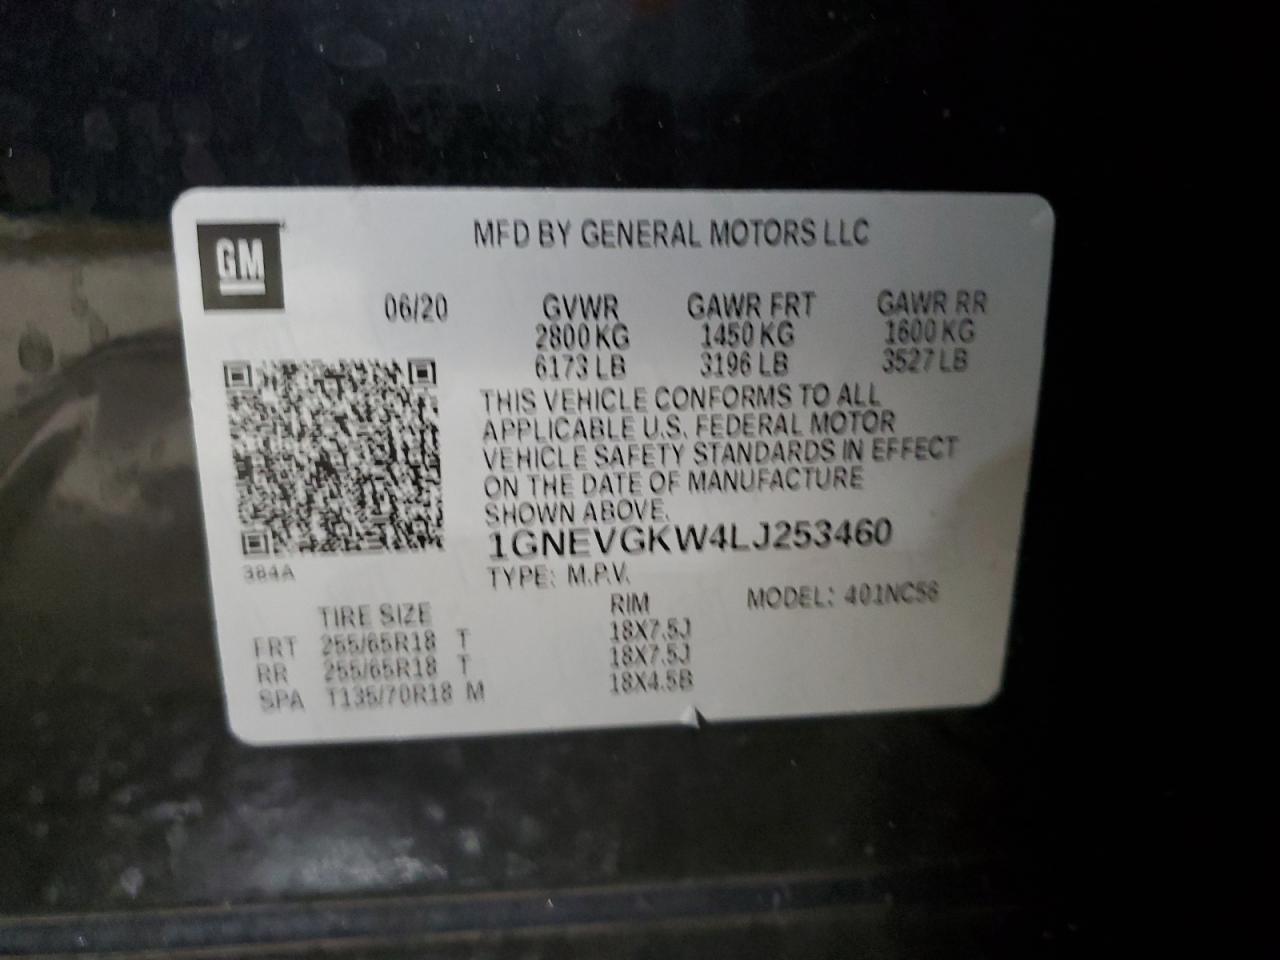 GM
MFD BY GENERAL MOTORS LLC
06/20 GVWR GAWR FRT GAWR RR
2800 KG 1450 KG 1600 KG
6173 LB 3196 LB 3527 LB
THIS VEHICLE CONFORMS TO ALL
APPLICABLE U.S. FEDERAL MOTOR
VEHICLE SAFETY STANDARDS IN EFFECT
ON THE DATE OF MANUFACTURE
SHOWN ABOVE.
1GNEVGKW4LJ253460
384A
TYPE: M.P.V. MODEL: 401NC56
TIRE SIZE RIM
FRT 255/65R18 T 18X7.5J
RR 255/65R18 T 18X7.5J
SPA T135/70R18 M 18X4.5B